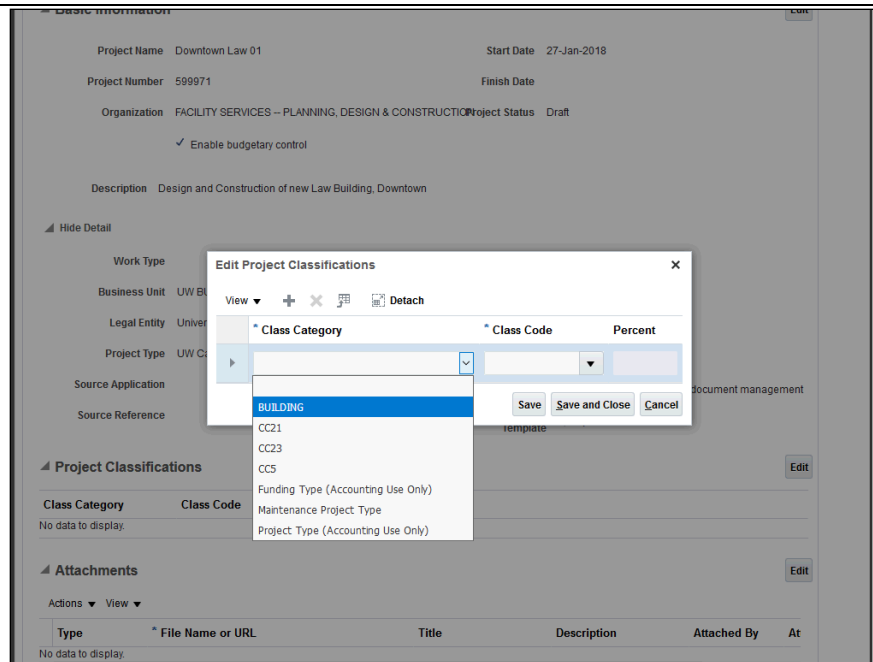 Basic Information Edit
Project Name Downtown Law 01 Start Date 27-Jan-2018
Project Number 599971 Finish Date
Organization FACILITY SERVICES -- PLANNING, DESIGN & CONSTRUCTION Project Status Draft
Enable budgetary control
Description Design and Construction of new Law Building, Downtown
Hide Detail
Work Type
Business Unit UW BU
Legal Entity Univer
Project Type UW Ca
Source Application
Source Reference
document management
Template
Edit Project Classifications
View Detach
* Class Category * Class Code Percent
BUILDING
CC21
CC23
CC5
Funding Type (Accounting Use Only)
Maintenance Project Type
Project Type (Accounting Use Only)
Save Save and Close Cancel
Project Classifications Edit
Class Category Class Code
No data to display.
Attachments Edit
Actions View
Type * File Name or URL Title Description Attached By At
No data to display.